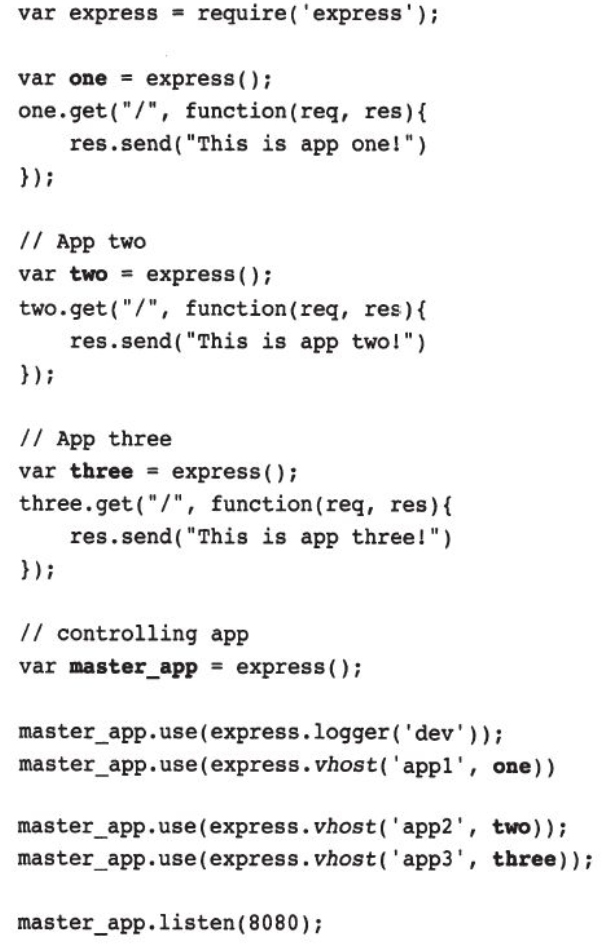 var express = require('express');

var one = express();
one.get("/", function(req, res){
    res.send("This is app one!")
});

// App two
var two = express();
two.get("/", function(req, res){
    res.send("This is app two!")
});

// App three
var three = express();
three.get("/", function(req, res){
    res.send("This is app three!")
});

// controlling app
var master_app = express();

master_app.use(express.logger('dev'));
master_app.use(express.vhost('app1', one))

master_app.use(express.vhost('app2', two));
master_app.use(express.vhost('app3', three));

master_app.listen(8080);